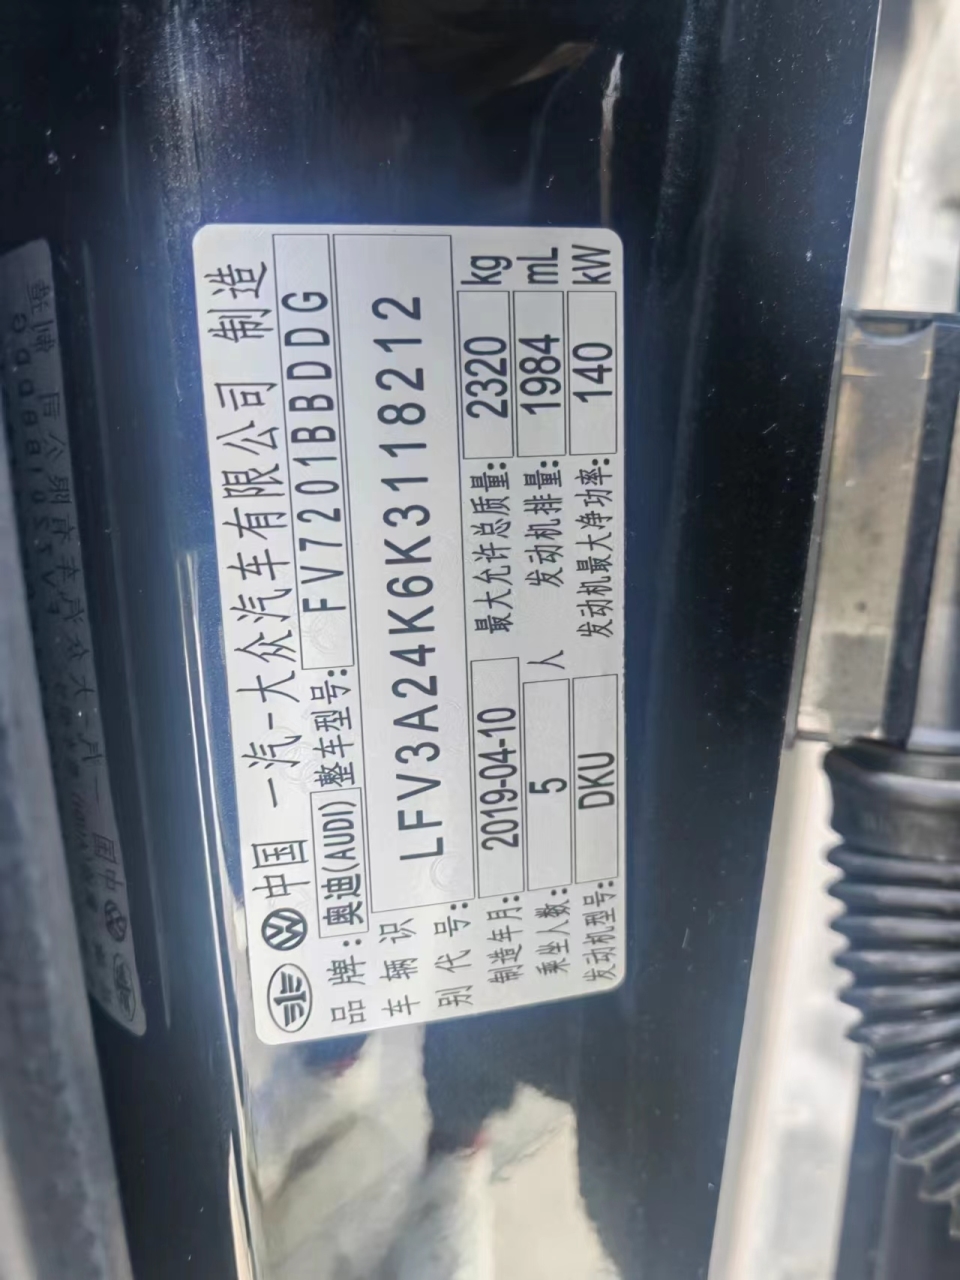 中国 一汽-大众汽车有限公司 制造
品牌: 奥迪(AUDI) 整车型号: FV7201BBDDG
车辆识别代号: LFV3A24K6K3118212
制造年月: 2019-04-10 最大允许总质量: 2320 kg
乘坐人数: 5 人 发动机排量: 1984 mL
发动机型号: DKU 发动机最大净功率: 140 kW